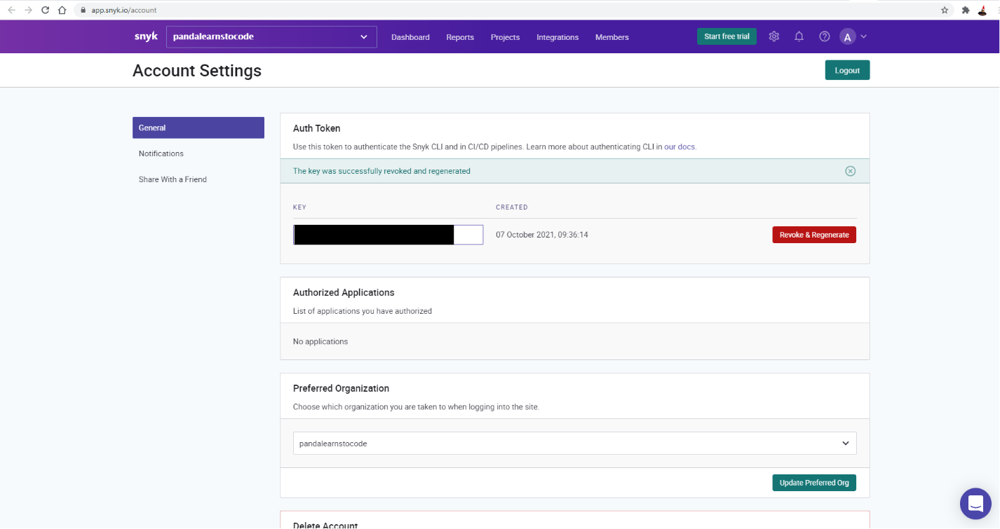 app.snyk.io/account
snyk
pandalearnstocode
Dashboard
Reports
Projects
Integrations
Members
Start free trial
A
Account Settings
Logout
General
Notifications
Share With a Friend
Auth Token
Use this token to authenticate the Snyk CLI and in CI/CD pipelines. Learn more about authenticating CLI in our docs.
The key was successfully revoked and regenerated
KEY
CREATED
07 October 2021, 09:36:14
Revoke & Regenerate
Authorized Applications
List of applications you have authorized
No applications
Preferred Organization
Choose which organization you are taken to when logging into the site.
pandalearnstocode
Update Preferred Org
Delete Account